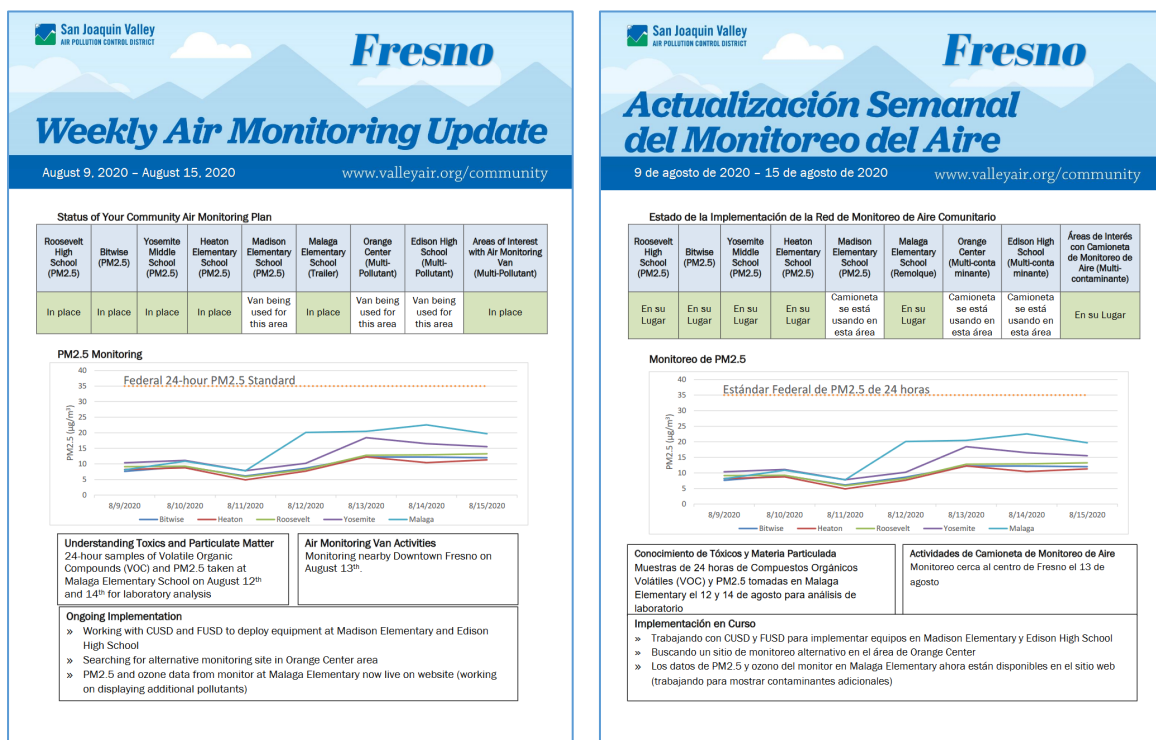 San Joaquin Valley
AIR POLLUTION CONTROL DISTRICT
Fresno
Weekly Air Monitoring Update
August 9, 2020 – August 15, 2020
www.valleyair.org/community
Status of Your Community Air Monitoring Plan
Roosevelt
High
School
(PM2.5)
Bitwise
(PM2.5)
Yosemite
Middle
School
(PM2.5)
Heaton
Elementary
School
(PM2.5)
Madison
Elementary
School
(PM2.5)
Malaga
Elementary
School
(Trailer)
Orange
Center
(Multi-
Pollutant)
Edison High
School
(Multi-
Pollutant)
Areas of Interest
with Air Monitoring
Van
(Multi-Pollutant)
In place
In place
In place
In place
Van being
used for
this area
In place
Van being
used for
this area
Van being
used for
this area
In place
PM2.5 Monitoring
Federal 24-hour PM2.5 Standard
PM2.5 (µg/m³)
40
35
30
25
20
15
10
5
0
8/9/2020
8/10/2020
8/11/2020
8/12/2020
8/13/2020
8/14/2020
8/15/2020
Bitwise
Heaton
Roosevelt
Yosemite
Malaga
Understanding Toxics and Particulate Matter
24-hour samples of Volatile Organic
Compounds (VOC) and PM2.5 taken at
Malaga Elementary School on August 12th
and 14th for laboratory analysis
Air Monitoring Van Activities
Monitoring nearby Downtown Fresno on
August 13th.
Ongoing Implementation
» Working with CUSD and FUSD to deploy equipment at Madison Elementary and Edison
High School
» Searching for alternative monitoring site in Orange Center area
» PM2.5 and ozone data from monitor at Malaga Elementary now live on website (working
on displaying additional pollutants)
San Joaquin Valley
AIR POLLUTION CONTROL DISTRICT
Fresno
Actualización Semanal
del Monitoreo del Aire
9 de agosto de 2020 – 15 de agosto de 2020
www.valleyair.org/community
Estado de la Implementación de la Red de Monitoreo de Aire Comunitario
Roosevelt
High
School
(PM2.5)
Bitwise
(PM2.5)
Yosemite
Middle
School
(PM2.5)
Heaton
Elementary
School
(PM2.5)
Madison
Elementary
School
(PM2.5)
Malaga
Elementary
School
(Remolque)
Orange
Center
(Multi-conta
minante)
Edison High
School
(Multi-conta
minante)
Áreas de Interés
con Camioneta
de Monitoreo de
Aire (Multi-
contaminante)
En su
Lugar
En su
Lugar
En su
Lugar
En su
Lugar
Camioneta
se está
usando en
esta área
En su
Lugar
Camioneta
se está
usando en
esta área
Camioneta
se está
usando en
esta área
En su Lugar
Monitoreo de PM2.5
Estándar Federal de PM2.5 de 24 horas
PM2.5 (µg/m³)
40
35
30
25
20
15
10
5
0
8/9/2020
8/10/2020
8/11/2020
8/12/2020
8/13/2020
8/14/2020
8/15/2020
Bitwise
Heaton
Roosevelt
Yosemite
Malaga
Conocimiento de Tóxicos y Materia Particulada
Muestras de 24 horas de Compuestos Orgánicos
Volátiles (VOC) y PM2.5 tomadas en Malaga
Elementary el 12 y 14 de agosto para análisis de
laboratorio
Actividades de Camioneta de Monitoreo de Aire
Monitoreo cerca al centro de Fresno el 13 de
agosto
Implementación en Curso
» Trabajando con CUSD y FUSD para implementar equipos en Madison Elementary y Edison High School
» Buscando un sitio de monitoreo alternativo en el área de Orange Center
» Los datos de PM2.5 y ozono del monitor en Malaga Elementary ahora están disponibles en el sitio web
(trabajando para mostrar contaminantes adicionales)